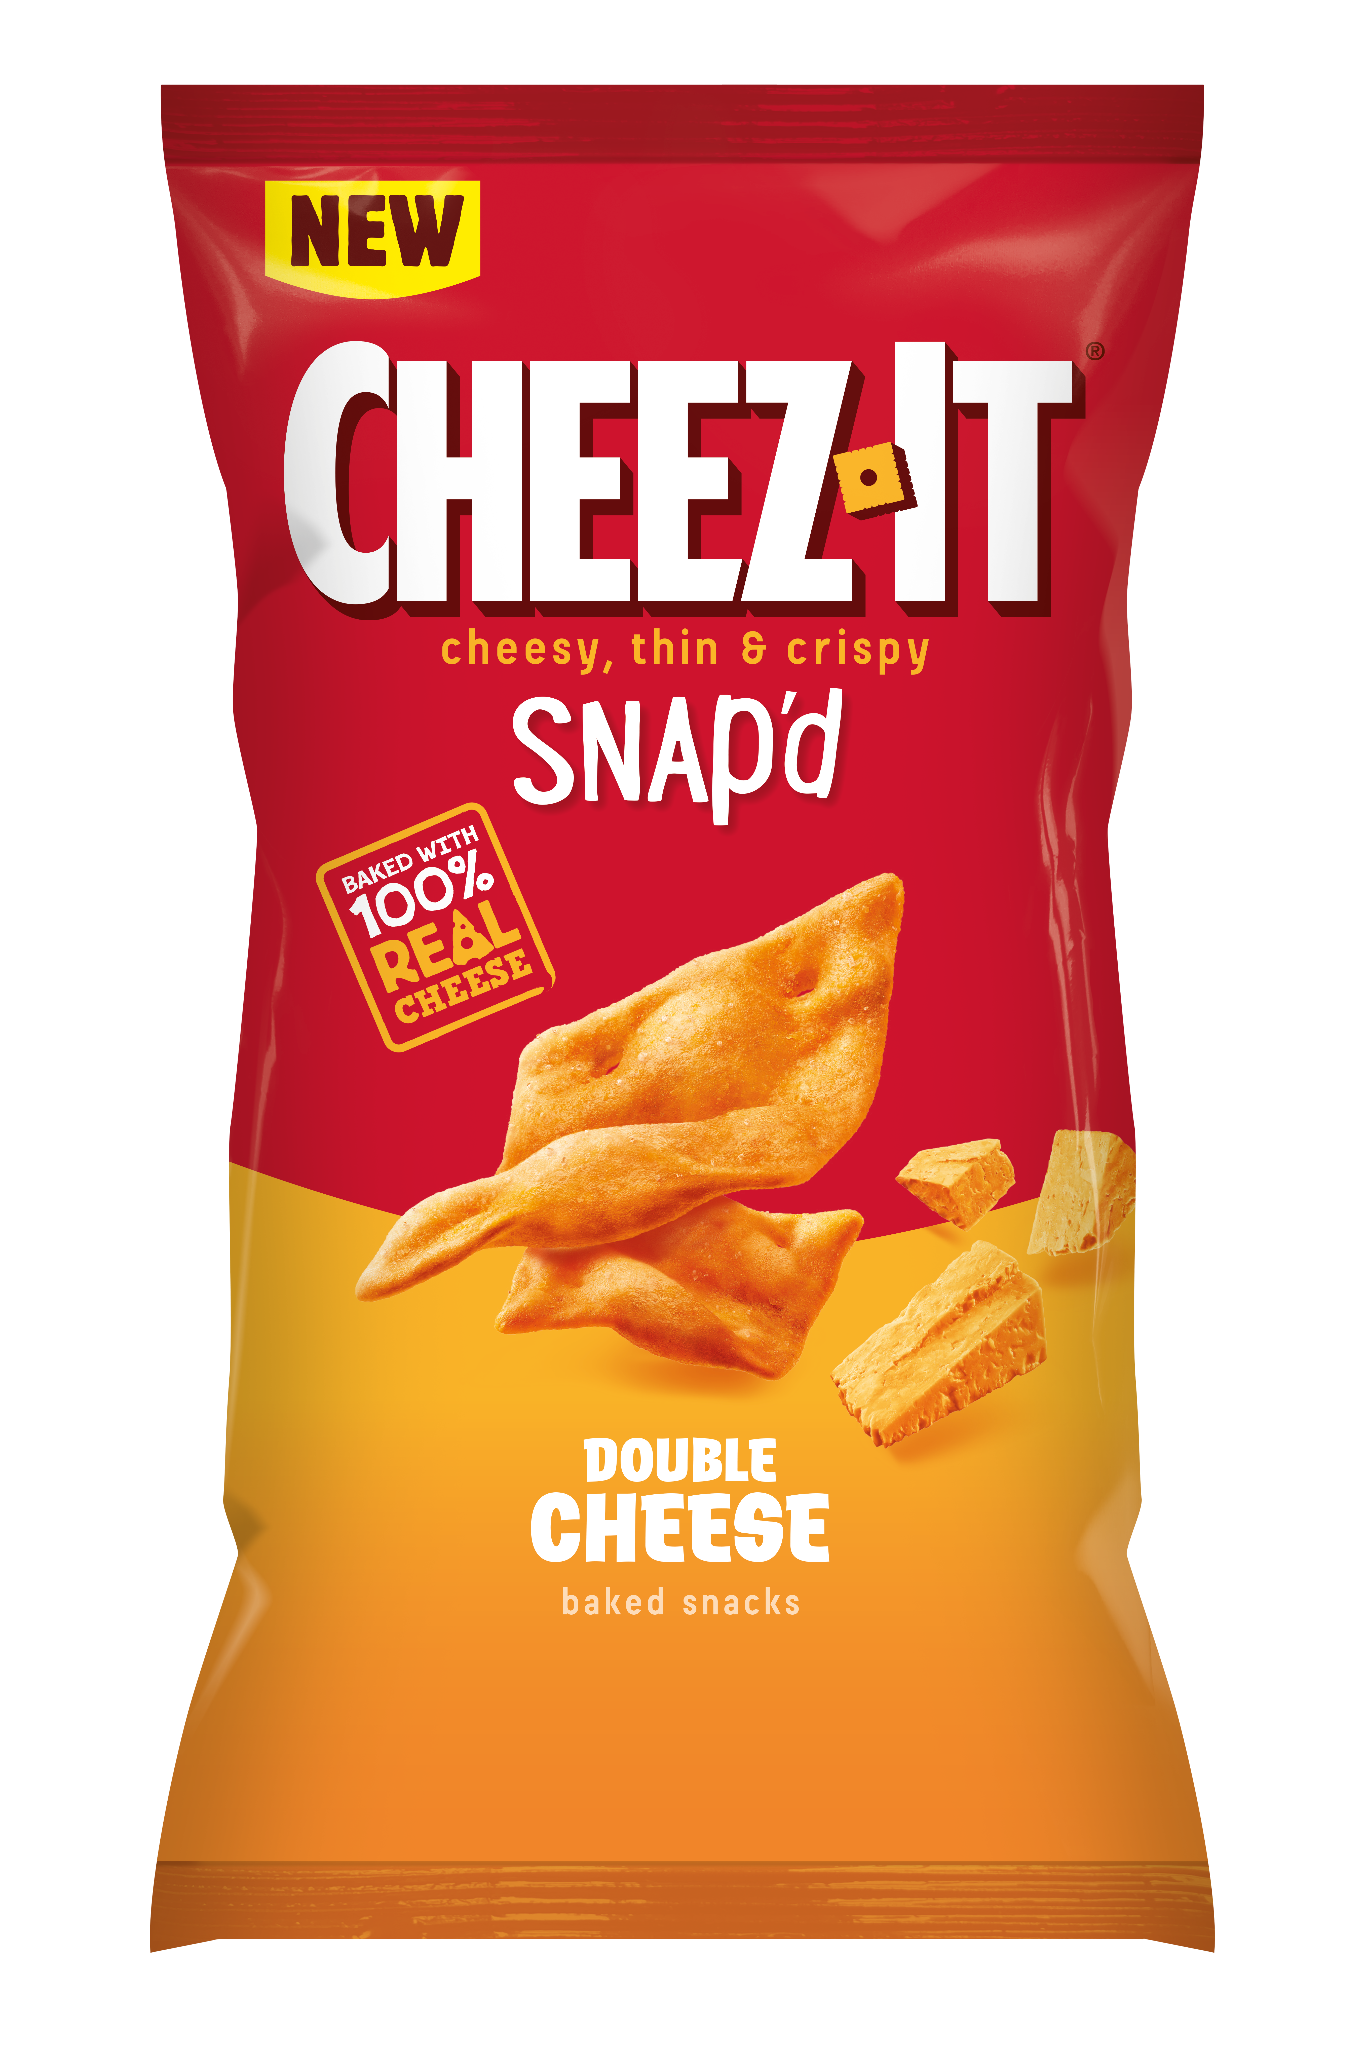 NEW
CHEEZ-IT®
cheesy, thin & crispy
SNAP'd
BAKED WITH
100%
REAL
CHEESE
DOUBLE
CHEESE
baked snacks